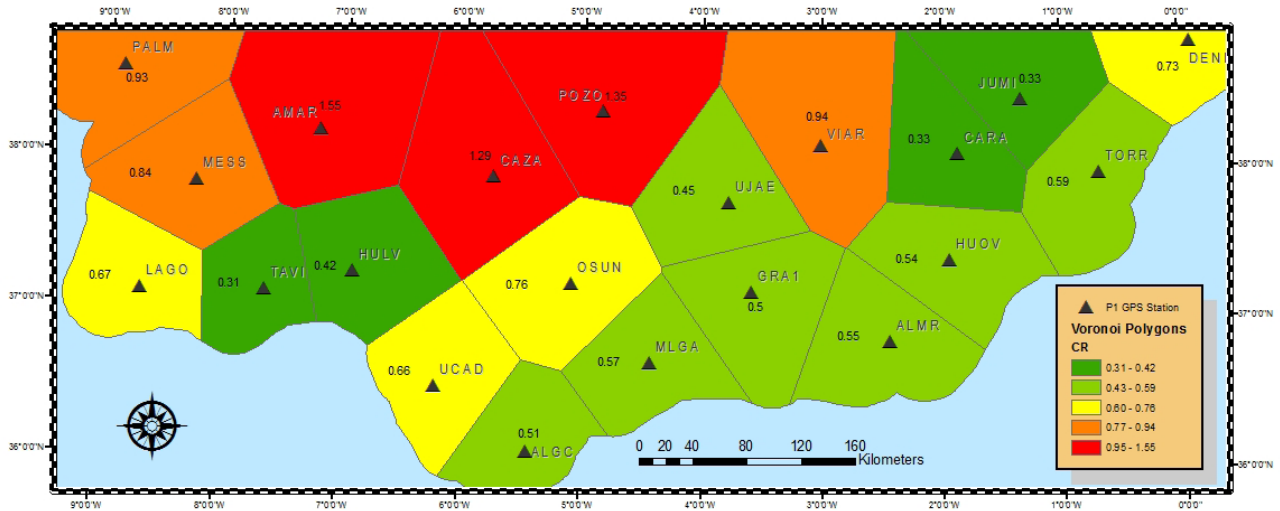 9°0'0"W 8°0'0"W 7°0'0"W 6°0'0"W 5°0'0"W 4°0'0"W 3°0'0"W 2°0'0"W 1°0'0"W 0°0'0"
PALM
0.93
AMAR 1.55
POZO 1.35
0.94
VIAR
JUMI 0.33
0.73
DENI
38°0'0"N
0.84
MESS
1.29
CAZA
0.45
UJAE
0.33
CARA
TORR
0.59
38°0'0"N
0.67
LAGO
0.31
TAVI
0.42
HULV
0.76
OSUN
GRA1
0.5
0.54
HUOV
37°0'0"N
37°0'0"N
0.66
UCAD
0.57
MLGA
0.55
ALMR
0.51
ALGC
36°0'0"N
36°0'0"N
P1 GPS Station
Voronoi Polygons
CR
0.31 - 0.42
0.43 - 0.59
0.60 - 0.76
0.77 - 0.94
0.95 - 1.55
0 20 40 80 120 160
Kilometers
9°0'0"W 8°0'0"W 7°0'0"W 6°0'0"W 5°0'0"W 4°0'0"W 3°0'0"W 2°0'0"W 1°0'0"W 0°0'0"